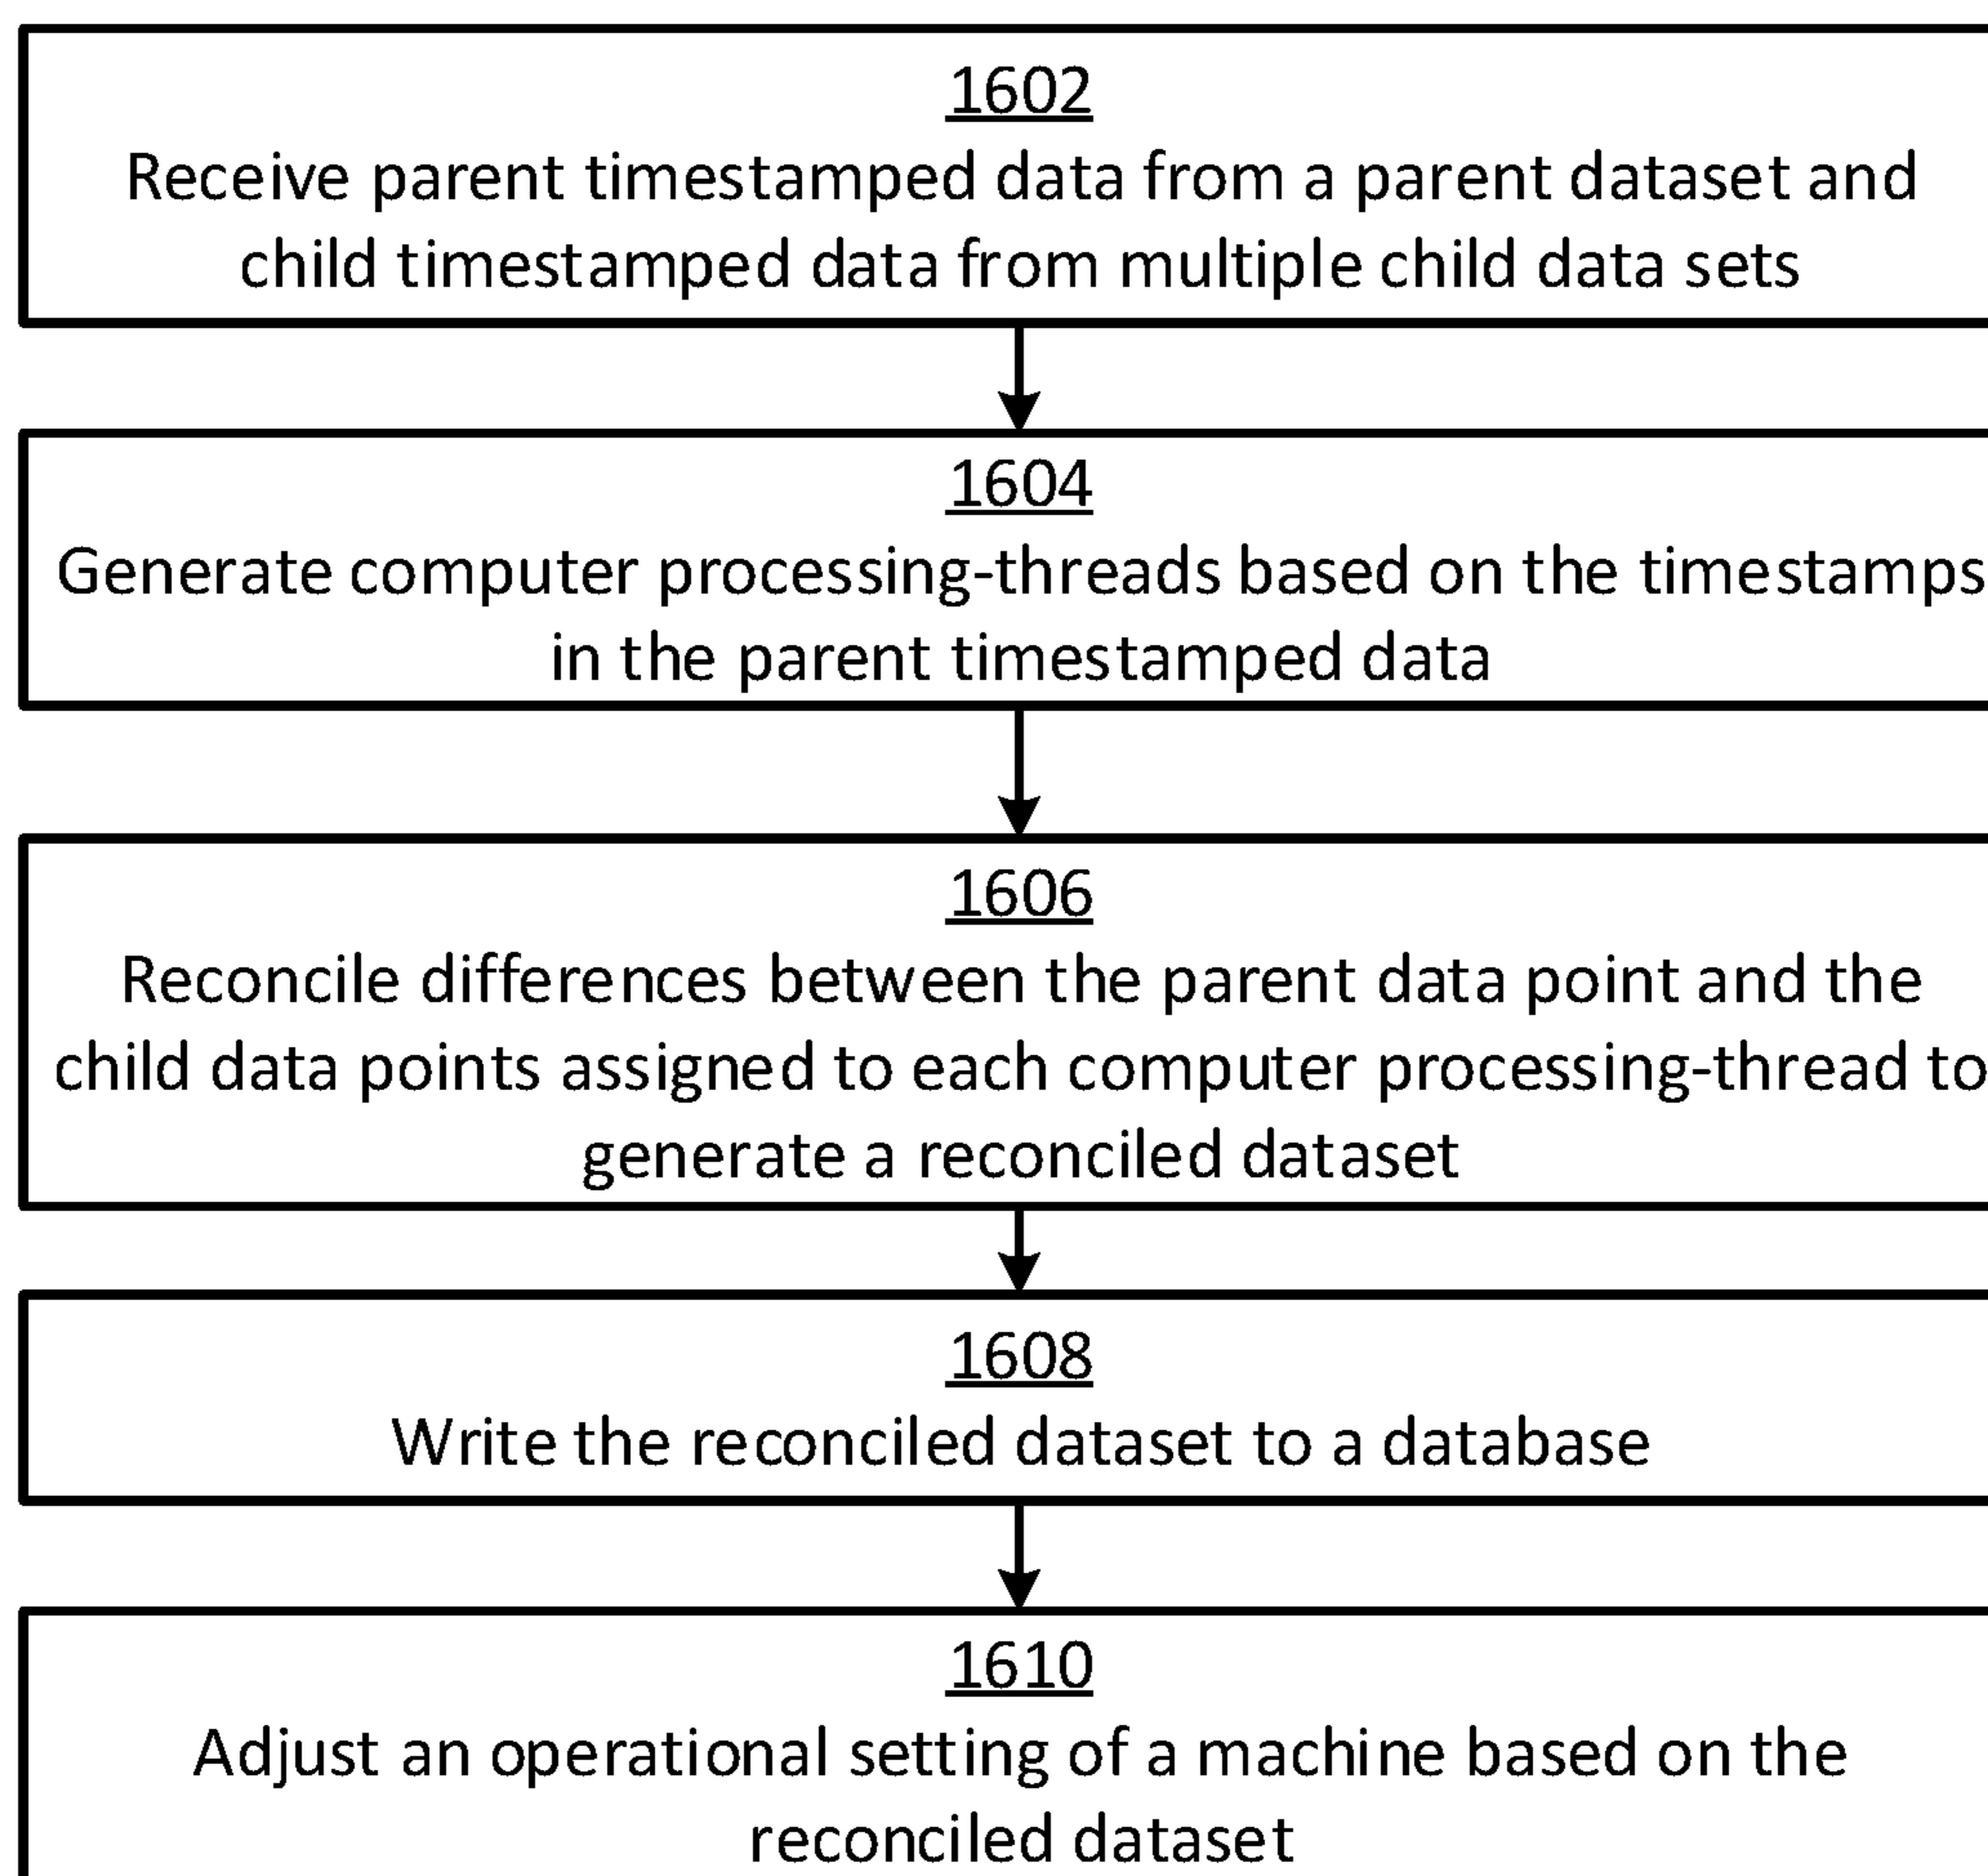 1602
Receive parent timestamped data from a parent dataset and
child timestamped data from multiple child data sets
1604
Generate computer processing-threads based on the timestamps
in the parent timestamped data
1606
Reconcile differences between the parent data point and the
child data points assigned to each computer processing-thread to
generate a reconciled dataset
1608
Write the reconciled dataset to a database
1610
Adjust an operational setting of a machine based on the
reconciled dataset